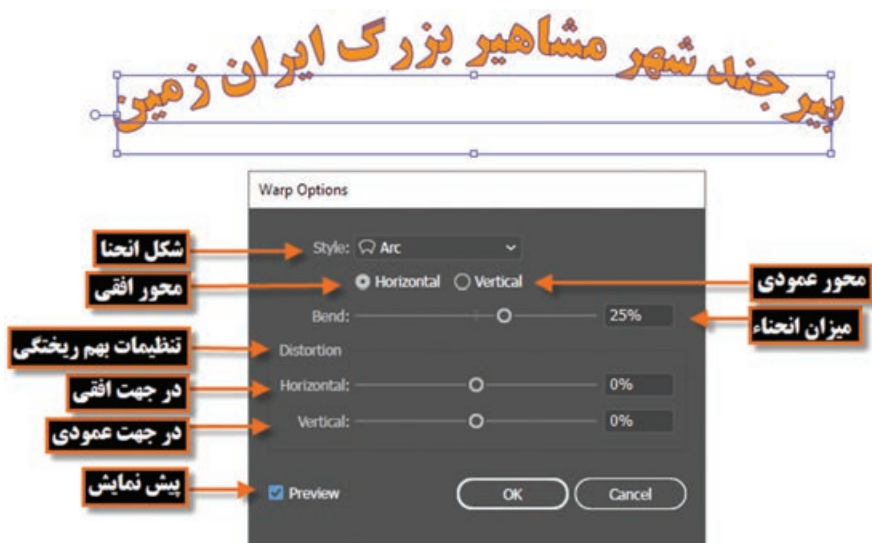 بیرجند شهر مشاهیر بزرگ ایران زمین
Warp Options
شکل انحنا
Style: Arc
محور افقی
Horizontal Vertical
محور عمودی
Bend: 25%
میزان انحناء
تنظیمات بهم ریختگی
Distortion
در جهت افقی
Horizontal: 0%
در جهت عمودی
Vertical: 0%
پیش نمایش
Preview OK Cancel